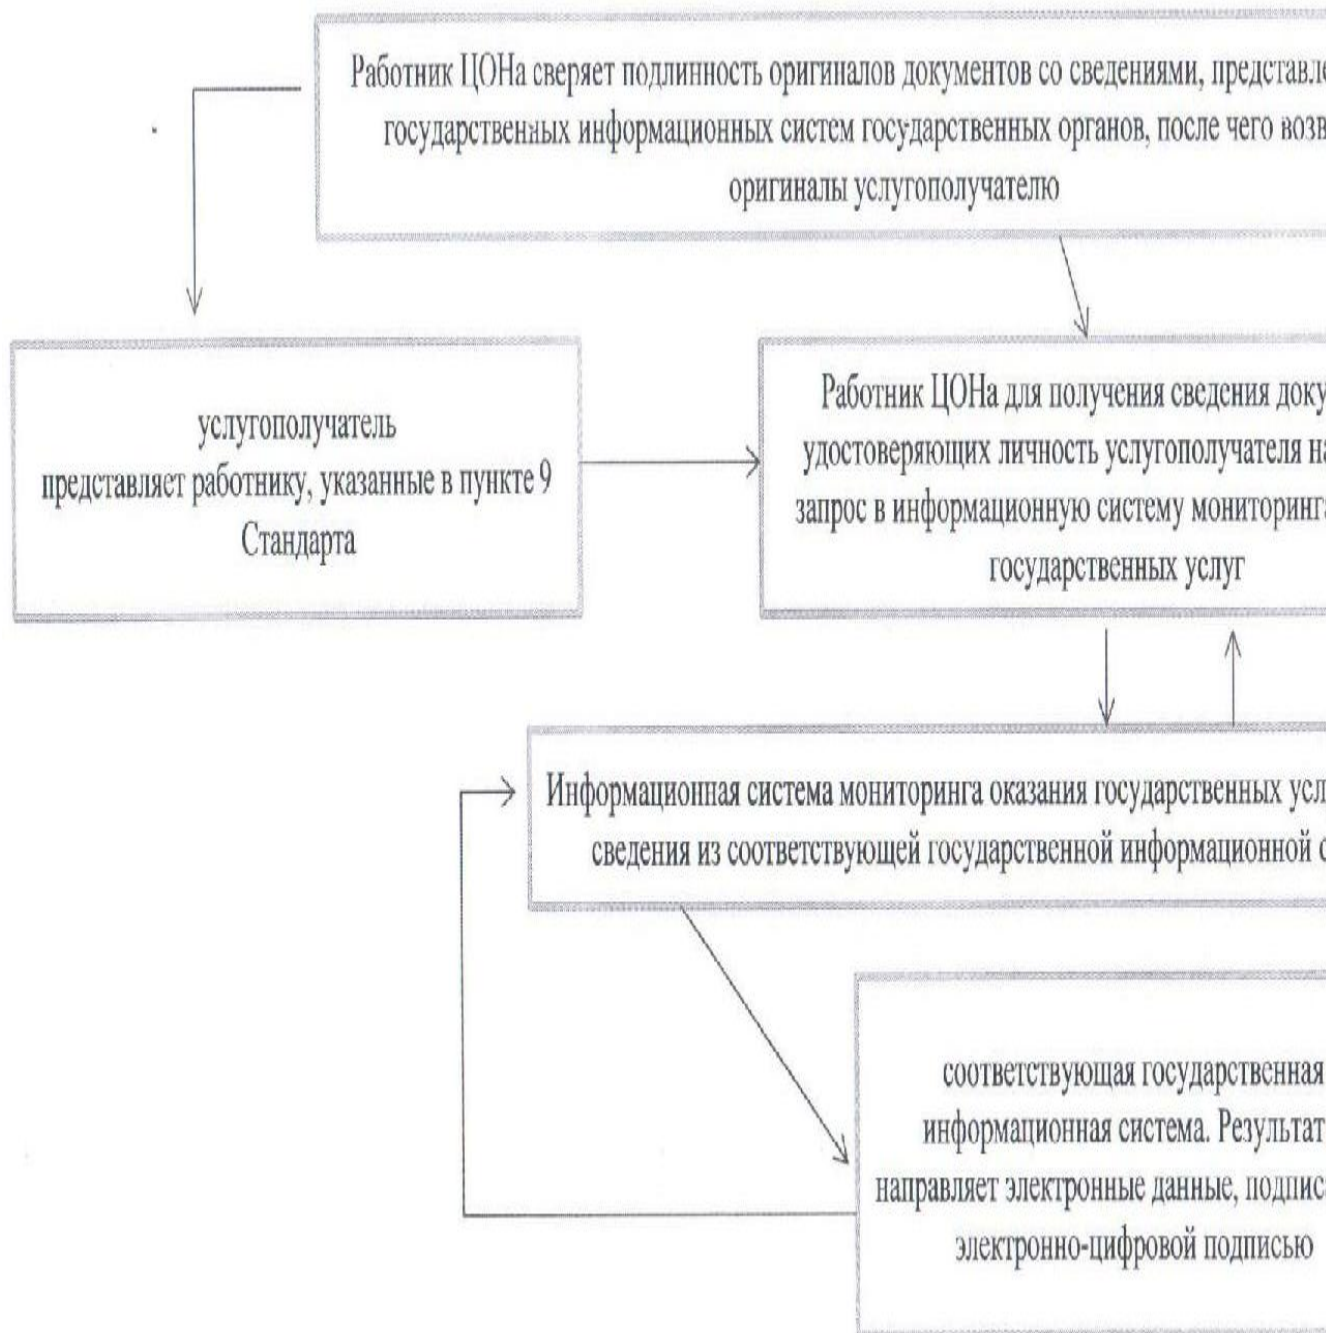 Работник ЦОНа сверяет подлинность оригиналов документов со сведениями, представле
государственных информационных систем государственных органов, после чего возв
оригиналы услугополучателю
услугополучатель
представляет работнику, указанные в пункте 9
Стандарта
Работник ЦОНа для получения сведения доку
удостоверяющих личность услугополучателя на
запрос в информационную систему мониторинга
государственных услуг
Информационная система мониторинга оказания государственных усл
сведения из соответствующей государственной информационной с
соответствующая государственная
информационная система. Результат
направляет электронные данные, подписа
электронно-цифровой подписью